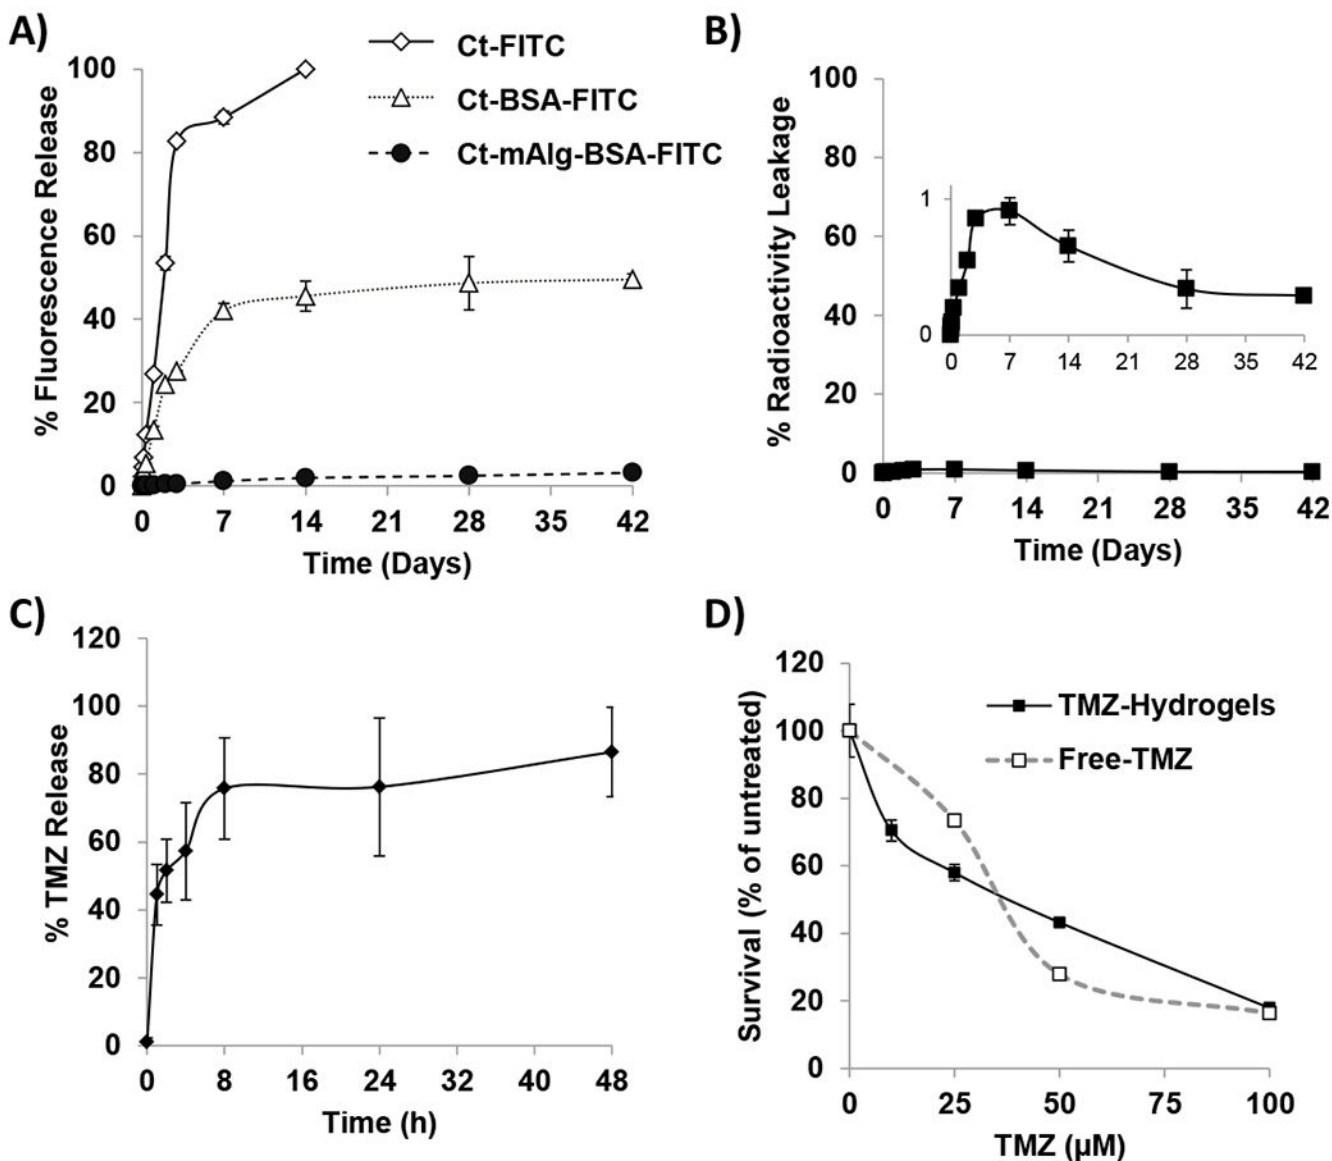 A)
Ct-FITC
Ct-BSA-FITC
Ct-mAlg-BSA-FITC
% Fluorescence Release
100
80
60
40
20
0
0 7 14 21 28 35 42
Time (Days)
B)
% Radioactivity Leakage
100
80
60
40
20
0
1
0
0 7 14 21 28 35 42
0 7 14 21 28 35 42
Time (Days)
C)
% TMZ Release
120
100
80
60
40
20
0
0 8 16 24 32 40 48
Time (h)
D)
TMZ-Hydrogels
Free-TMZ
Survival (% of untreated)
120
100
80
60
40
20
0
0 25 50 75 100
TMZ (µM)